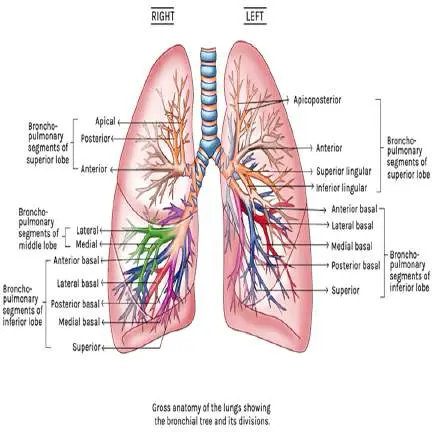 RIGHT
LEFT
Broncho-
pulmonary
segments of
superior lobe
Apical
Posterior
Anterior
Broncho-
pulmonary
segments of
middle lobe
Lateral
Medial
Broncho-
pulmonary
segments of
inferior lobe
Anterior basal
Lateral basal
Posterior basal
Medial basal
Superior
Apicoposterior
Anterior
Superior lingular
Inferior lingular
Broncho-
pulmonary
segments of
superior lobe
Anterior basal
Lateral basal
Medial basal
Posterior basal
Superior
Broncho-
pulmonary
segments of
inferior lobe
Gross anatomy of the lungs showing
the bronchial tree and its divisions.